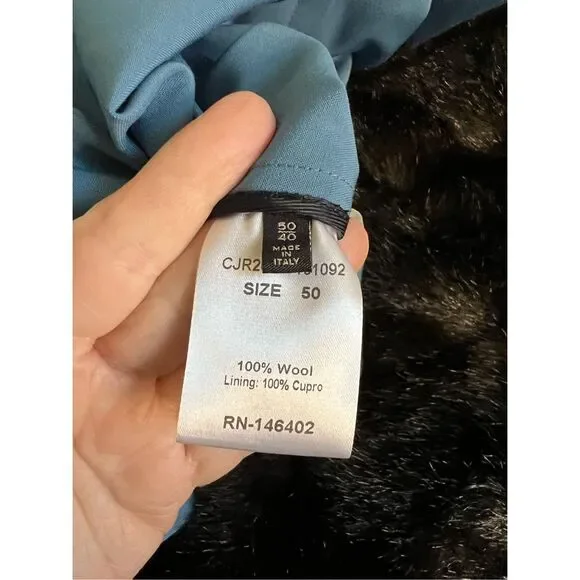 50
40
MADE
IN
ITALY
SIZE 50
100% Wool
Lining: 100% Cupro
RN-146402